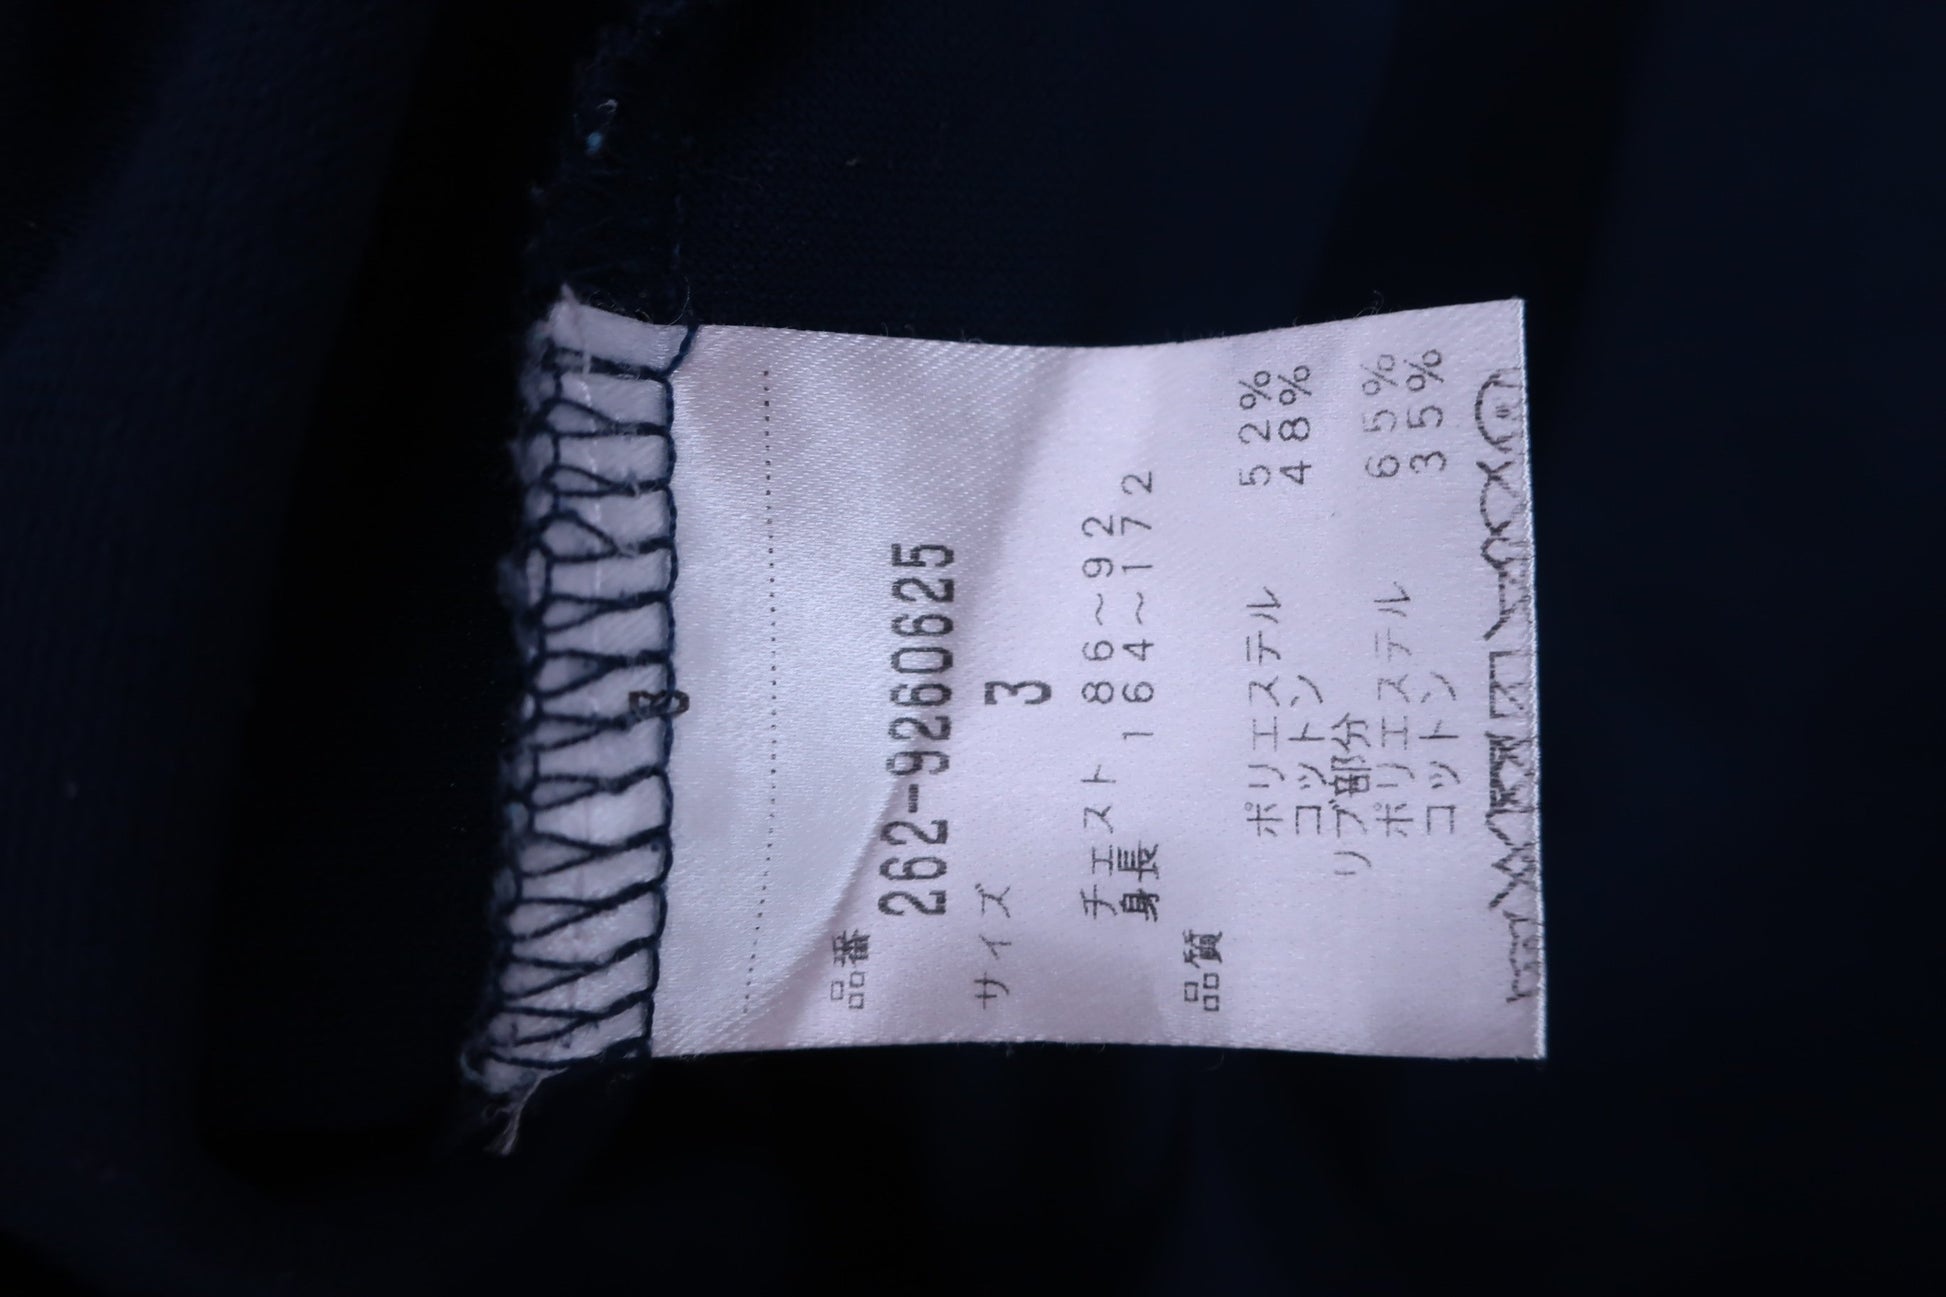 3
品番
262-9260625
サイズ 3
チェスト 86～92
身長 164～172
品質
ポリエステル 52%
コットン 48%
リブ部分
ポリエステル 65%
コットン 35%